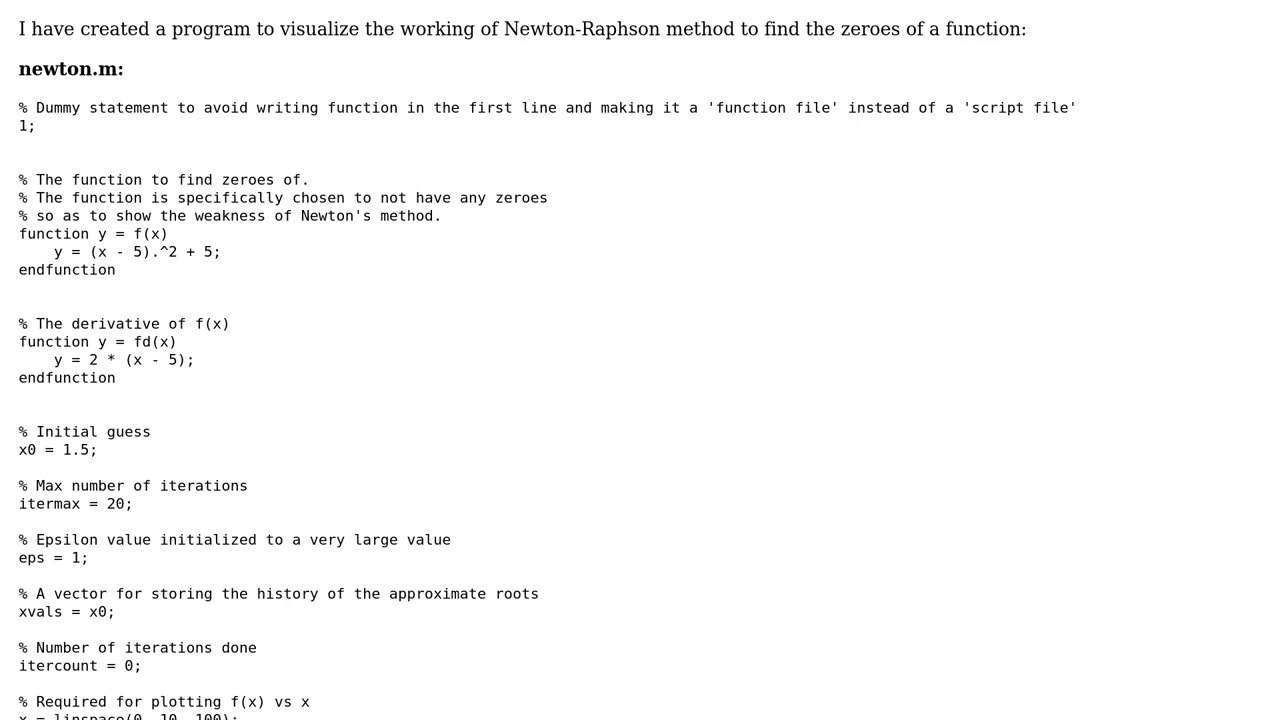 I have created a program to visualize the working of Newton-Raphson method to find the zeroes of a function:
newton.m:
% Dummy statement to avoid writing function in the first line and making it a 'function file' instead of a 'script file'
1;
% The function to find zeroes of.
% The function is specifically chosen to not have any zeroes
% so as to show the weakness of Newton's method.
function y = f(x)
    y = (x - 5).^2 + 5;
endfunction
% The derivative of f(x)
function y = fd(x)
    y = 2 * (x - 5);
endfunction
% Initial guess
x0 = 1.5;
% Max number of iterations
itermax = 20;
% Epsilon value initialized to a very large value
eps = 1;
% A vector for storing the history of the approximate roots
xvals = x0;
% Number of iterations done
itercount = 0;
% Required for plotting f(x) vs x
x = linspace(0, 10, 100);